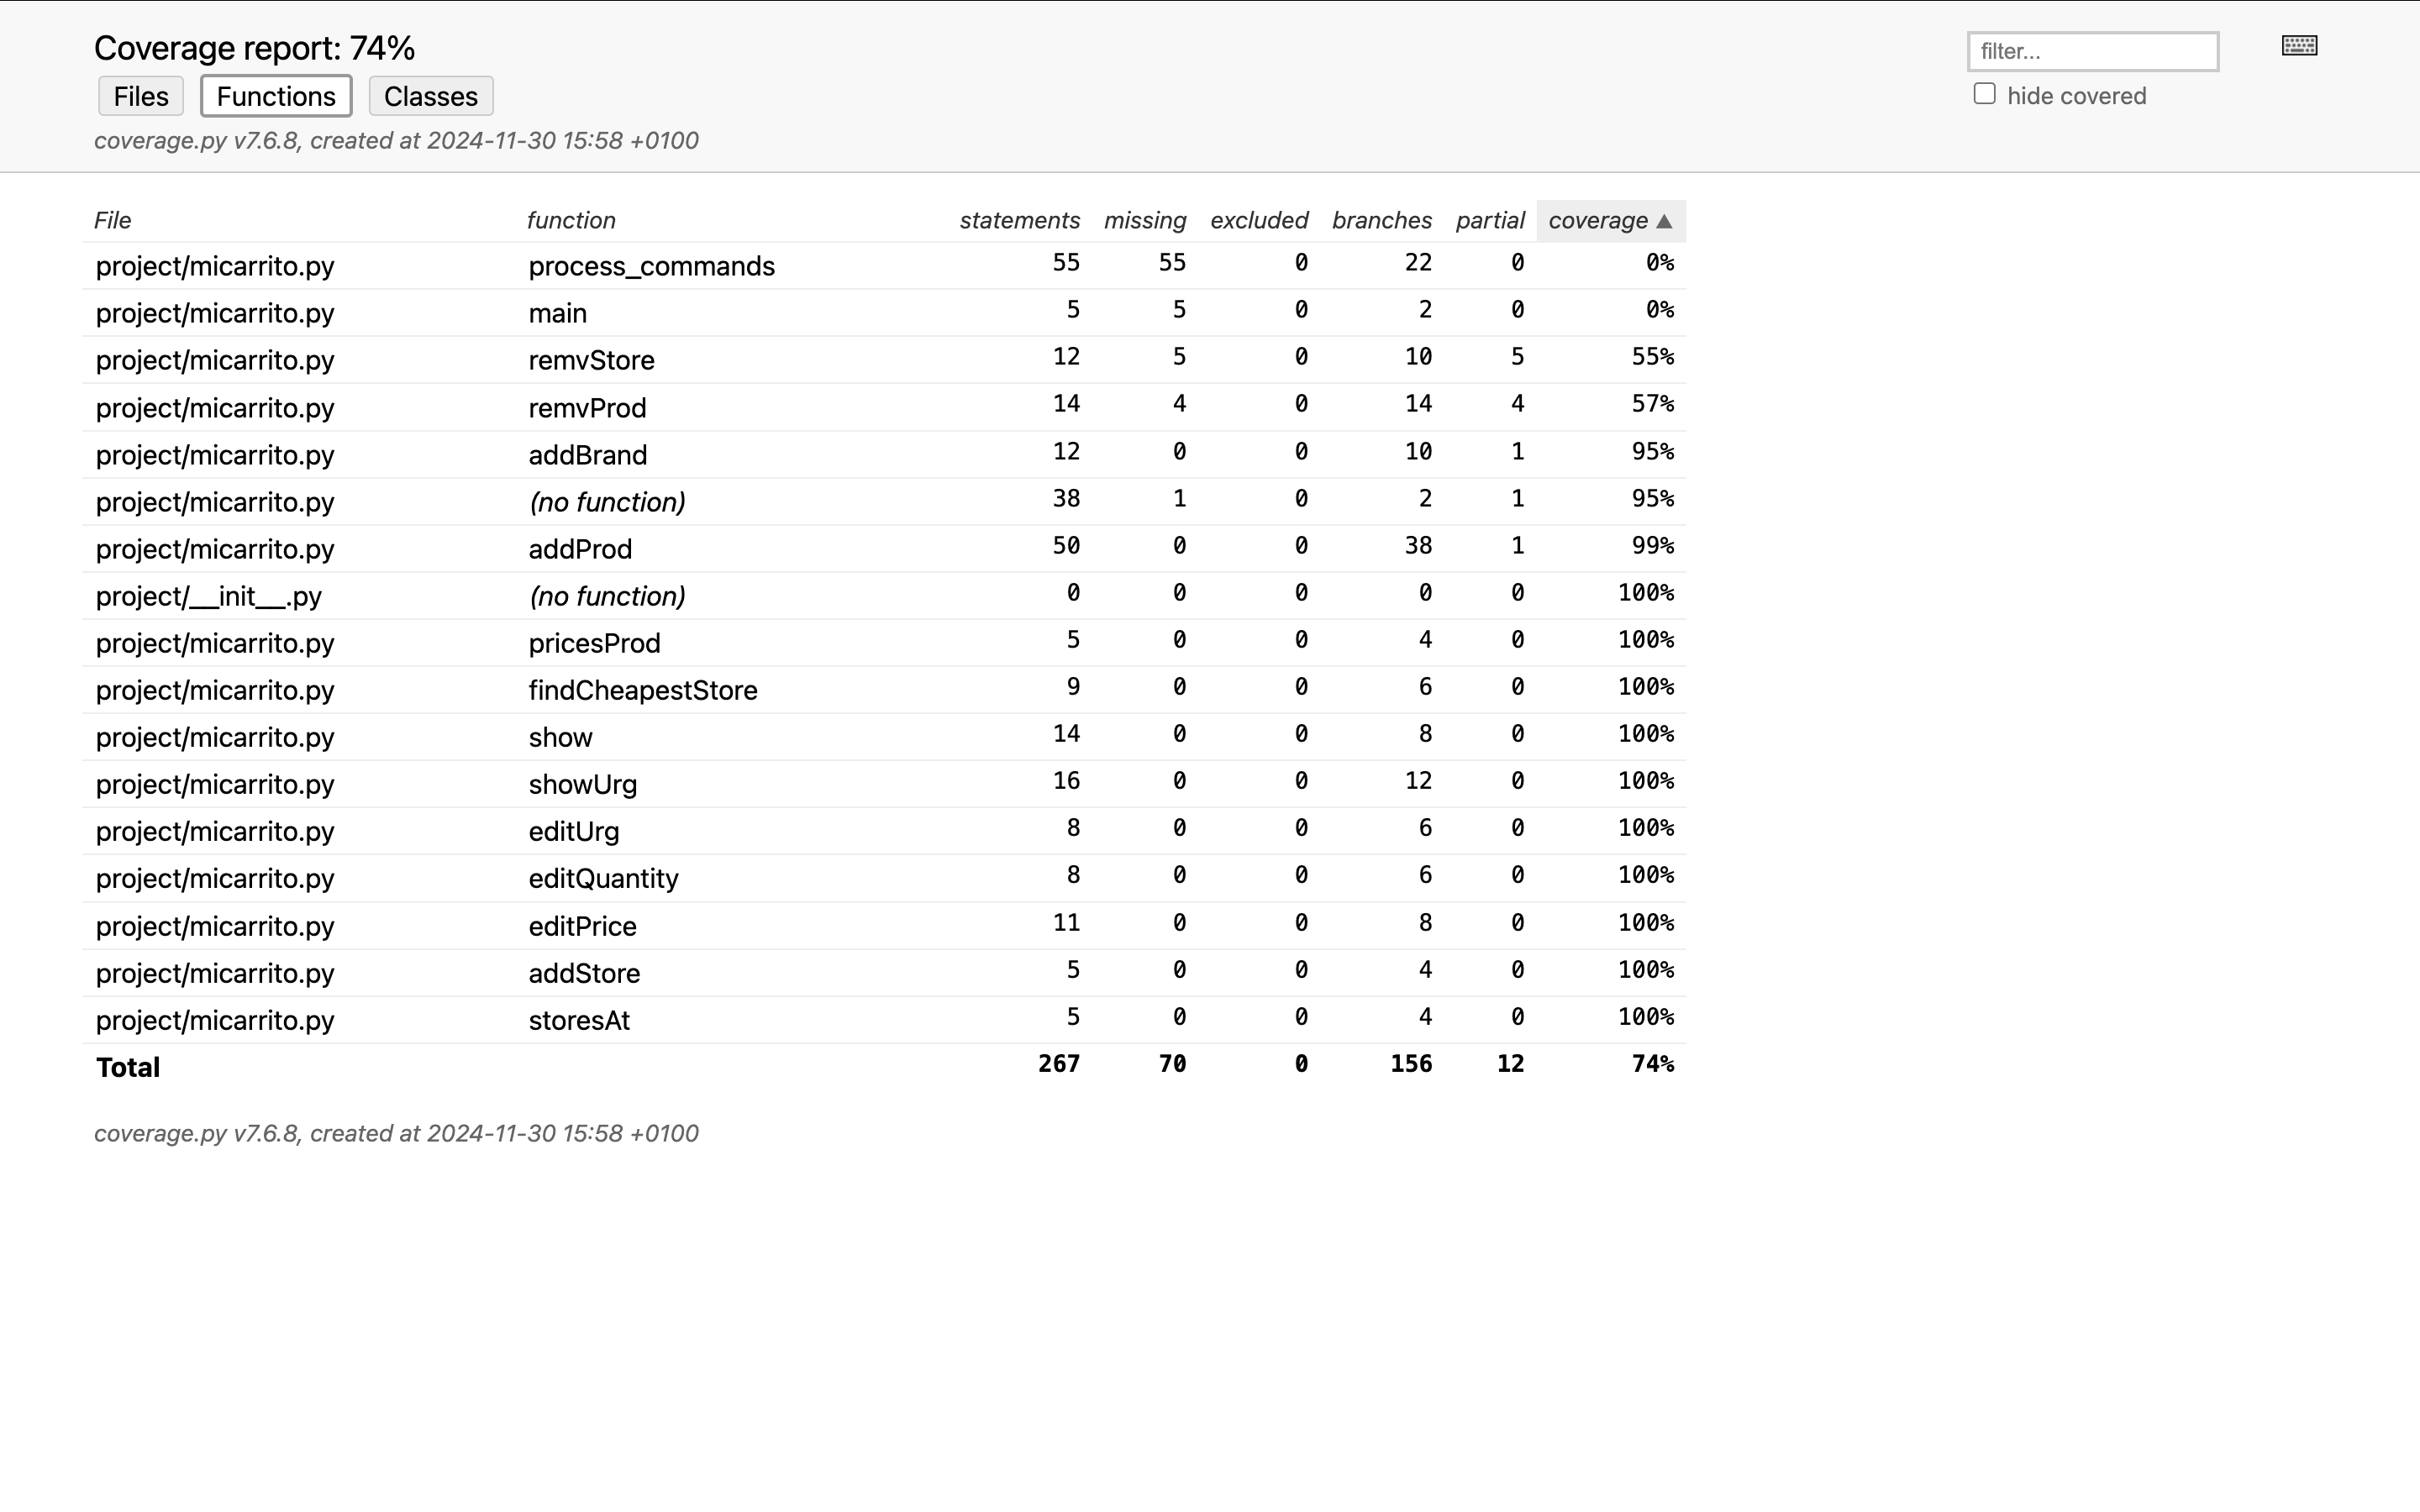 Coverage report: 74%
filter...
Files Functions Classes
hide covered
coverage.py v7.6.8, created at 2024-11-30 15:58 +0100
File function statements missing excluded branches partial coverage ▲
project/micarrito.py process_commands 55 55 0 22 0 0%
project/micarrito.py main 5 5 0 2 0 0%
project/micarrito.py remvStore 12 5 0 10 5 55%
project/micarrito.py remvProd 14 4 0 14 4 57%
project/micarrito.py addBrand 12 0 0 10 1 95%
project/micarrito.py (no function) 38 1 0 2 1 95%
project/micarrito.py addProd 50 0 0 38 1 99%
project/__init__.py (no function) 0 0 0 0 0 100%
project/micarrito.py pricesProd 5 0 0 4 0 100%
project/micarrito.py findCheapestStore 9 0 0 6 0 100%
project/micarrito.py show 14 0 0 8 0 100%
project/micarrito.py showUrg 16 0 0 12 0 100%
project/micarrito.py editUrg 8 0 0 6 0 100%
project/micarrito.py editQuantity 8 0 0 6 0 100%
project/micarrito.py editPrice 11 0 0 8 0 100%
project/micarrito.py addStore 5 0 0 4 0 100%
project/micarrito.py storesAt 5 0 0 4 0 100%
Total 267 70 0 156 12 74%
coverage.py v7.6.8, created at 2024-11-30 15:58 +0100